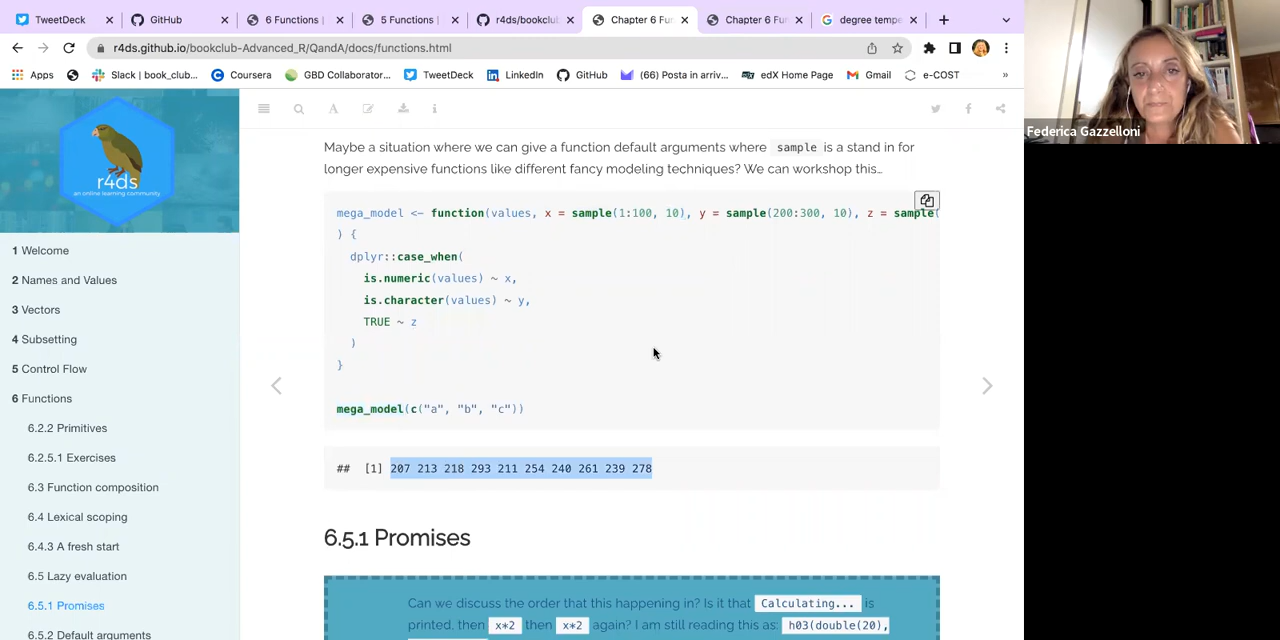 TweetDeck
GitHub
6 Functions |
5 Functions |
r4ds/bookclu
Chapter 6 Fu
Chapter 6 Fu
degree tempe
r4ds.github.io/bookclub-Advanced_R/QandA/docs/functions.html
Apps
Slack | book_club...
Coursera
GBD Collaborator...
TweetDeck
LinkedIn
GitHub
(66) Posta in arriv...
edX Home Page
Gmail
e-COST
»
Federica Gazzelloni
r4ds
an online learning community
1 Welcome
2 Names and Values
3 Vectors
4 Subsetting
5 Control Flow
6 Functions
6.2.2 Primitives
6.2.5.1 Exercises
6.3 Function composition
6.4 Lexical scoping
6.4.3 A fresh start
6.5 Lazy evaluation
6.5.1 Promises
6.5.2 Default arguments
Maybe a situation where we can give a function default arguments where sample is a stand in for
longer expensive functions like different fancy modeling techniques? We can workshop this…
mega_model <- function(values, x = sample(1:100, 10), y = sample(200:300, 10), z = sample(
) {
dplyr::case_when(
is.numeric(values) ~ x,
is.character(values) ~ y,
TRUE ~ z
)
}
mega_model(c("a", "b", "c"))
## [1] 207 213 218 293 211 254 240 261 239 278
6.5.1 Promises
Can we discuss the order that this happening in? Is it that Calculating... is
printed, then x*2 then x*2 again? I am still reading this as: h03(double(20),